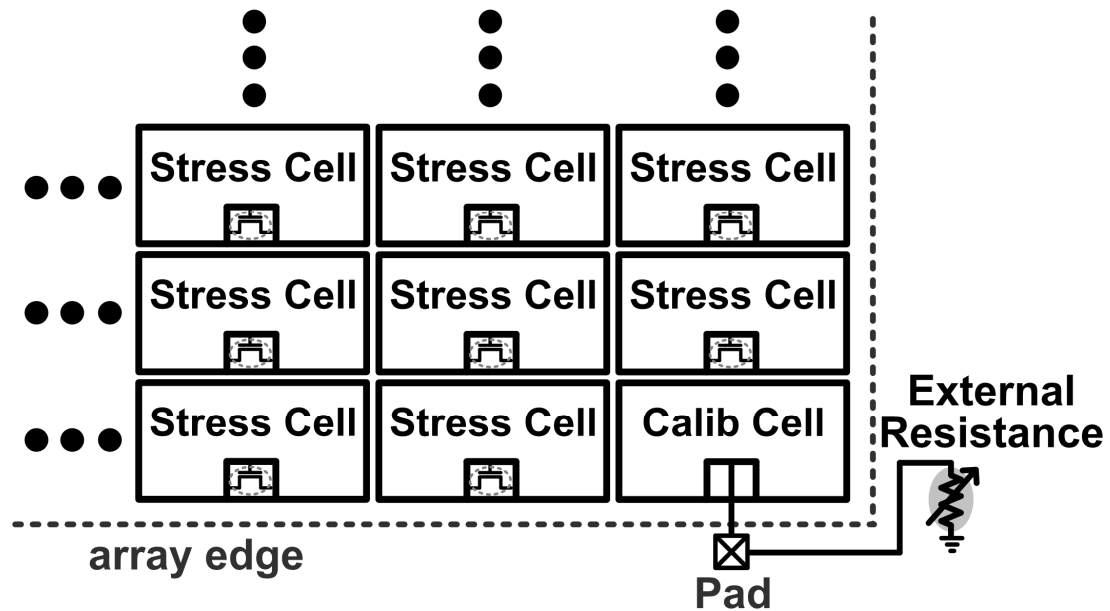 Stress Cell Stress Cell Stress Cell
Stress Cell Stress Cell Stress Cell
Stress Cell Stress Cell Calib Cell
External
Resistance
array edge
Pad